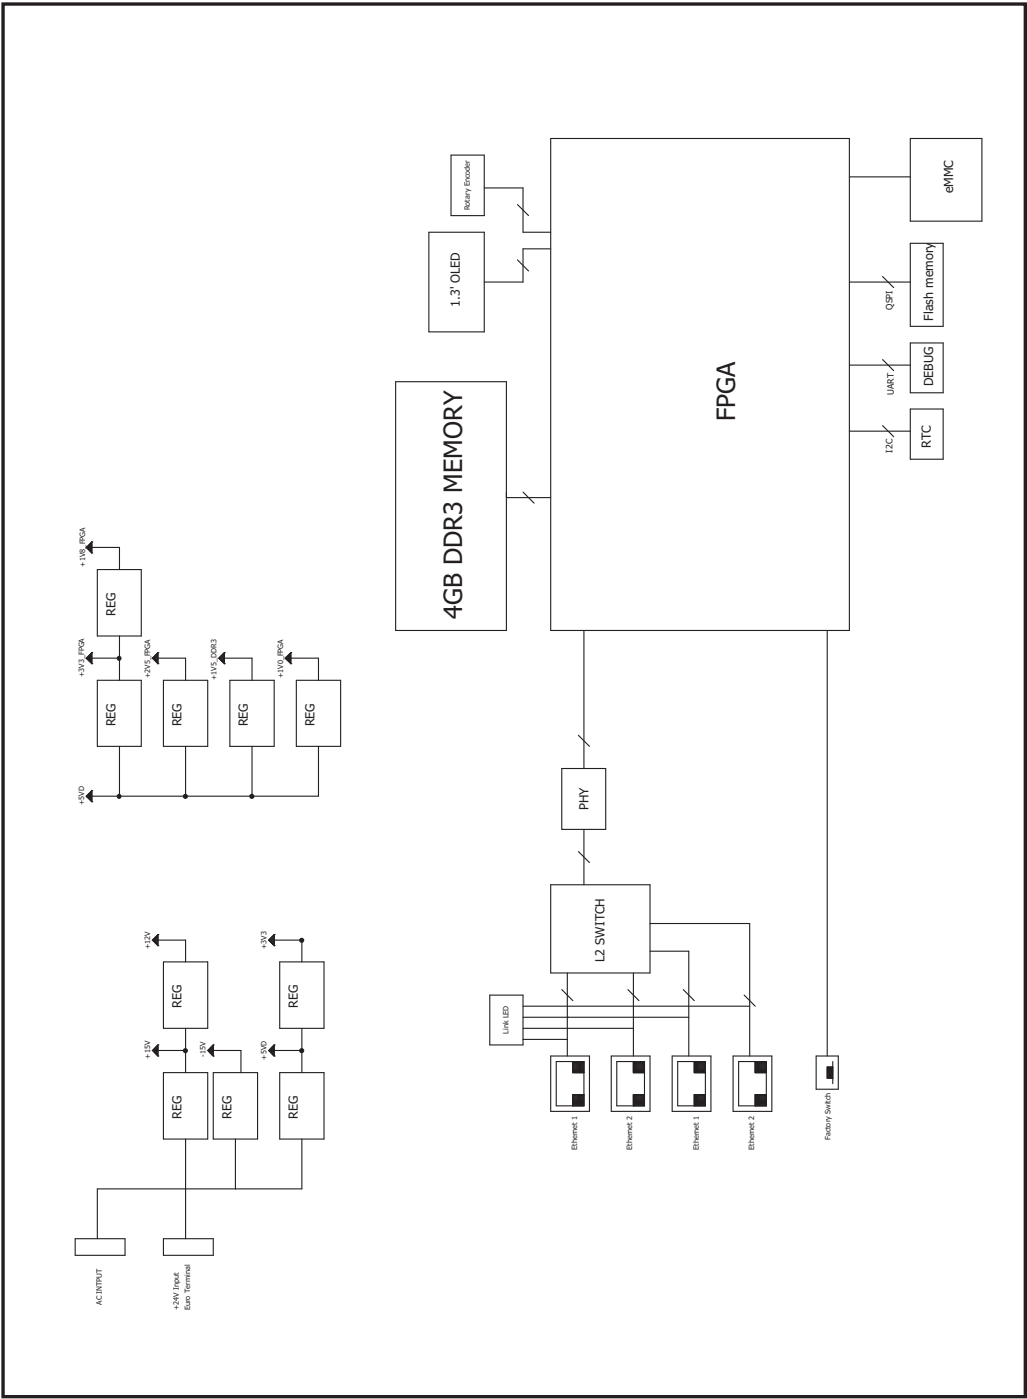 AC INTPUT
+24V Input
Euro Terminal
REG
REG
REG
+15V
-15V
+5VD
REG
REG
+12V
+3V3
+5VD
REG
REG
REG
REG
+3V3_FPGA
+2V5_FPGA
+1V5_DDR3
+1V0_FPGA
REG
+1V8_FPGA
4GB DDR3 MEMORY
1.3' OLED
Rotary Encoder
Link LED
Ethernet 1
Ethernet 2
Ethernet 1
Ethernet 2
L2 SWITCH
PHY
FPGA
Factory Switch
I2C
UART
QSPI
RTC
DEBUG
Flash memory
eMMC